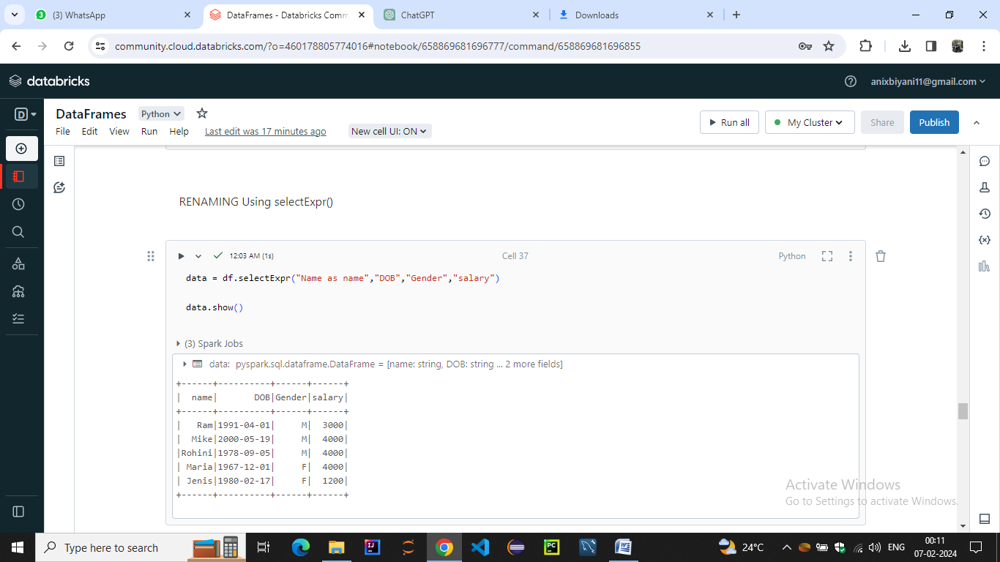 (3) WhatsApp
DataFrames - Databricks Comm
ChatGPT
Downloads
community.cloud.databricks.com/?o=460178805774016#notebook/658869681696777/command/658869681696855
databricks
anixbiyani11@gmail.com
DataFrames
Python
File Edit View Run Help Last edit was 17 minutes ago New cell UI: ON
Run all
My Cluster
Share
Publish
RENAMING Using selectExpr()
12:03 AM (1s)
Cell 37
Python
data = df.selectExpr("Name as name","DOB","Gender","salary")
data.show()
(3) Spark Jobs
data: pyspark.sql.dataframe.DataFrame = [name: string, DOB: string ... 2 more fields]
+------+----------+------+------+
|  name|       DOB|Gender|salary|
+------+----------+------+------+
|   Ram|1991-04-01|     M|  3000|
|  Mike|2000-05-19|     M|  4000|
|Rohini|1978-09-05|     M|  4000|
| Maria|1967-12-01|     F|  4000|
| Jenis|1980-02-17|     F|  1200|
+------+----------+------+------+
Activate Windows
Go to Settings to activate Windows.
Type here to search
24°C
ENG
00:11
07-02-2024